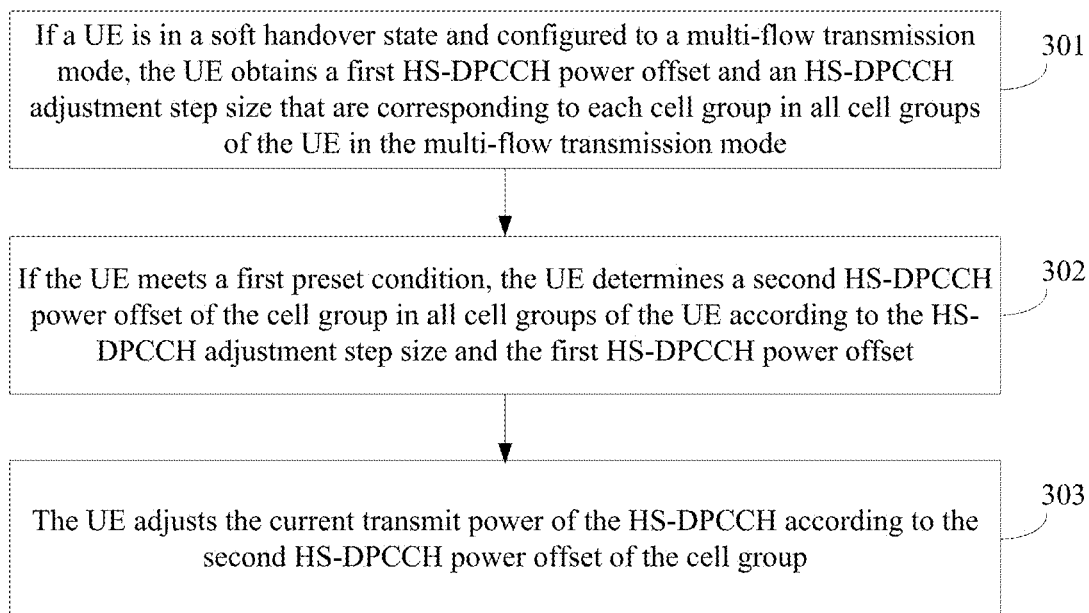 If a UE is in a soft handover state and configured to a multi-flow transmission
mode, the UE obtains a first HS-DPCCH power offset and an HS-DPCCH
adjustment step size that are corresponding to each cell group in all cell groups
of the UE in the multi-flow transmission mode
301
If the UE meets a first preset condition, the UE determines a second HS-DPCCH
power offset of the cell group in all cell groups of the UE according to the HS-
DPCCH adjustment step size and the first HS-DPCCH power offset
302
The UE adjusts the current transmit power of the HS-DPCCH according to the
second HS-DPCCH power offset of the cell group
303